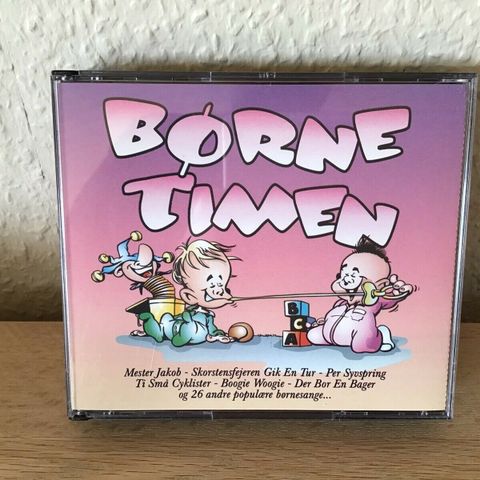 BØRNE
TIMEN
B
C
A
Mester Jakob - Skorstensfejeren Gik En Tur - Per Syvspring
Ti Små Cyklister - Boogie Woogie - Der Bor En Bager
og 26 andre populære børnesange...